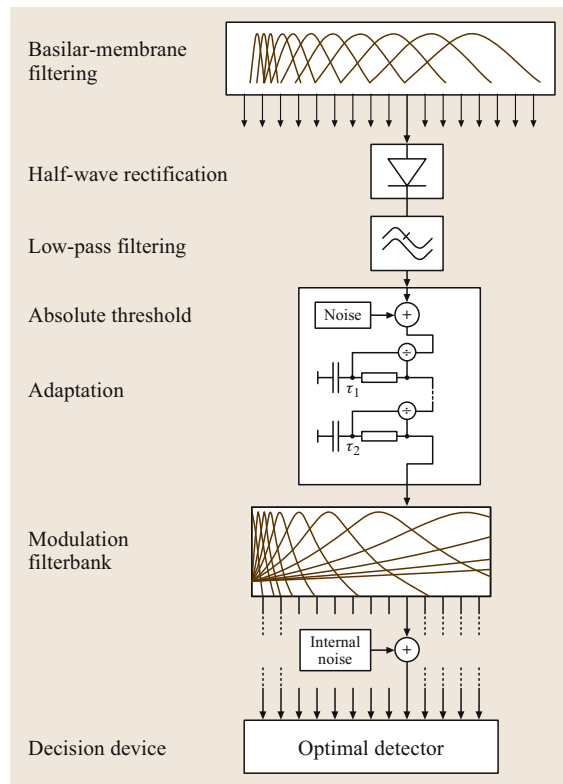 Basilar-membrane
filtering
Half-wave rectification
Low-pass filtering
Absolute threshold
Noise
+
÷
Adaptation
τ1
÷
τ2
Modulation
filterbank
Internal
noise
+
Decision device
Optimal detector